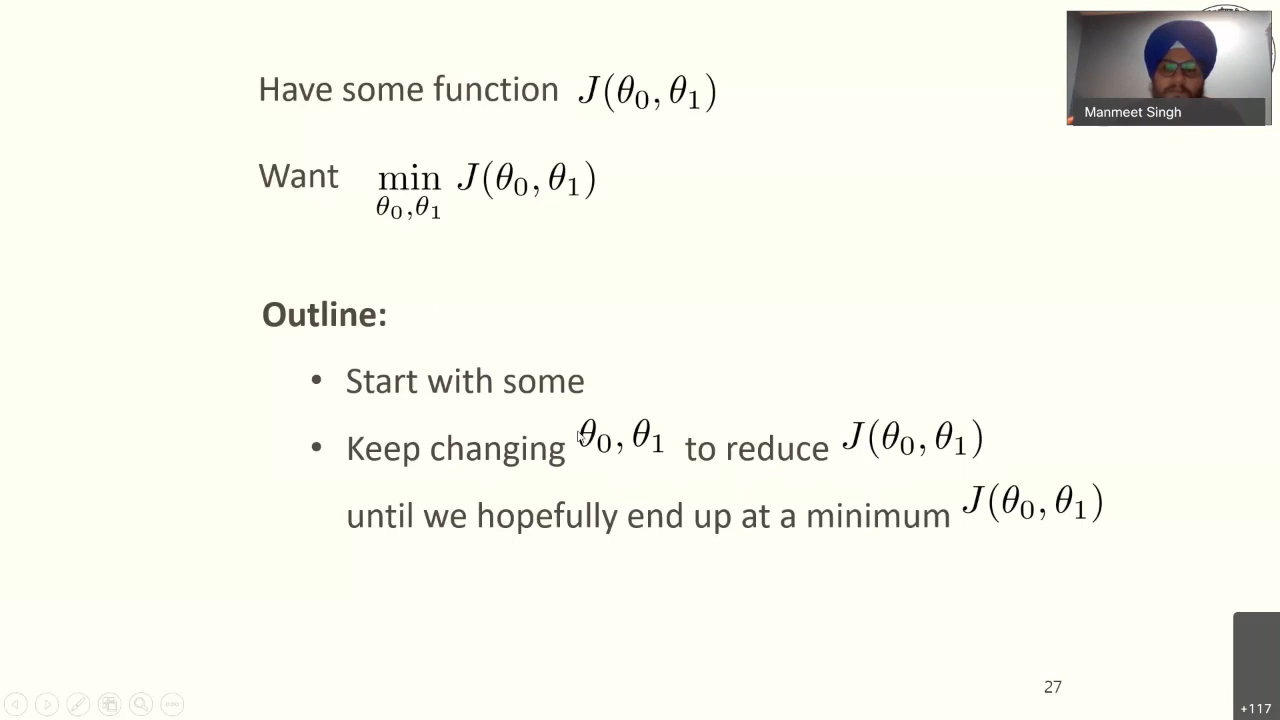 Have some function J(θ₀, θ₁)
Manmeet Singh
Want min J(θ₀, θ₁)
θ₀,θ₁
Outline:
• Start with some
• Keep changing θ₀, θ₁ to reduce J(θ₀, θ₁)
until we hopefully end up at a minimum J(θ₀, θ₁)
27
+117